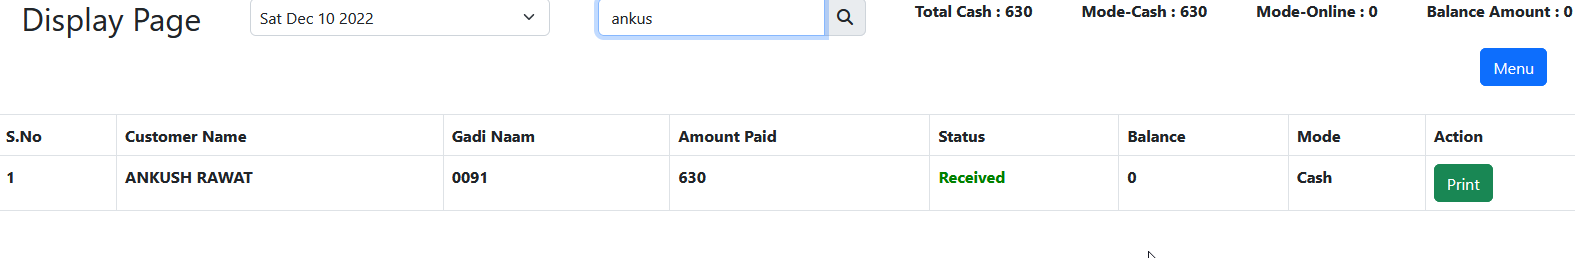 Display Page
Sat Dec 10 2022
ankus
Total Cash : 630 Mode-Cash : 630 Mode-Online : 0 Balance Amount : 0
Menu
S.No Customer Name Gadi Naam Amount Paid Status Balance Mode Action
1 ANKUSH RAWAT 0091 630 Received 0 Cash Print